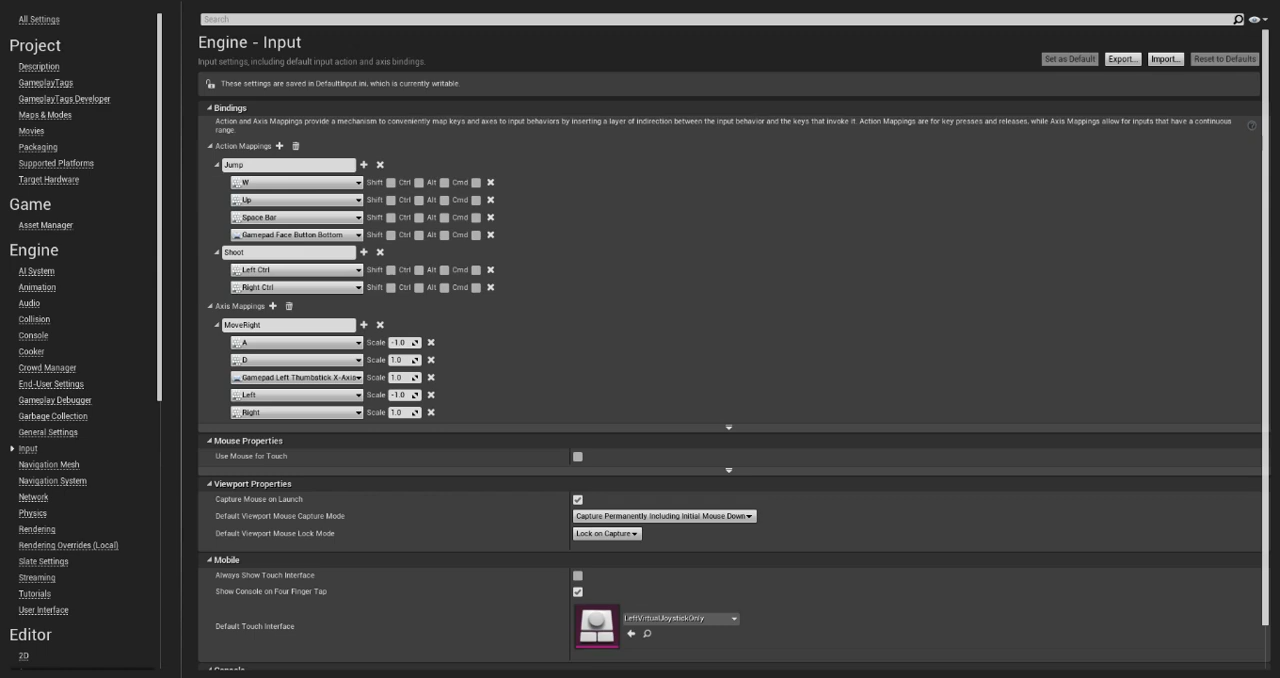 All Settings
Project
Description
GameplayTags
GameplayTags Developer
Maps & Modes
Movies
Packaging
Supported Platforms
Target Hardware
Game
Asset Manager
Engine
AI System
Animation
Audio
Collision
Console
Cooker
Crowd Manager
End-User Settings
Gameplay Debugger
Garbage Collection
General Settings
Input
Navigation Mesh
Navigation System
Network
Physics
Rendering
Rendering Overrides (Local)
Slate Settings
Streaming
Tutorials
User Interface
Editor
2D
Search
Engine - Input
Input settings, including default input action and axis bindings.
Set as Default Export... Import... Reset to Defaults
These settings are saved in DefaultInput.ini, which is currently writable.
Bindings
Action and Axis Mappings provide a mechanism to conveniently map keys and axes to input behaviors by inserting a layer of indirection between the input behavior and the keys that invoke it. Action Mappings are for key presses and releases, while Axis Mappings allow for inputs that have a continuous
range.
Action Mappings
Jump
W Shift Ctrl Alt Cmd
Up Shift Ctrl Alt Cmd
Space Bar Shift Ctrl Alt Cmd
Gamepad Face Button Bottom Shift Ctrl Alt Cmd
Shoot
Left Ctrl Shift Ctrl Alt Cmd
Right Ctrl Shift Ctrl Alt Cmd
Axis Mappings
MoveRight
A Scale -1.0
D Scale 1.0
Gamepad Left Thumbstick X-Axis Scale 1.0
Left Scale -1.0
Right Scale 1.0
Mouse Properties
Use Mouse for Touch
Viewport Properties
Capture Mouse on Launch
Default Viewport Mouse Capture Mode Capture Permanently Including Initial Mouse Down
Default Viewport Mouse Lock Mode Lock on Capture
Mobile
Always Show Touch Interface
Show Console on Four Finger Tap
Default Touch Interface LeftVirtualJoystickOnly
Console